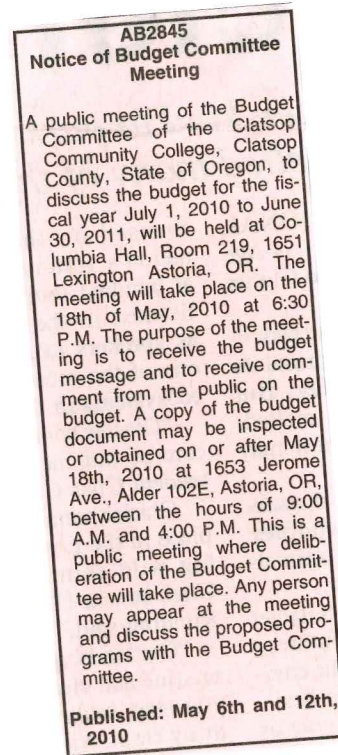 AB2845
Notice of Budget Committee
Meeting
A public meeting of the Budget
Committee of the Clatsop
Community College, Clatsop
County, State of Oregon, to
discuss the budget for the fis-
cal year July 1, 2010 to June
30, 2011, will be held at Co-
lumbia Hall, Room 219, 1651
Lexington Astoria, OR. The
meeting will take place on the
18th of May, 2010 at 6:30
P.M. The purpose of the meet-
ing is to receive the budget
message and to receive com-
ment from the public on the
budget. A copy of the budget
document may be inspected
or obtained on or after May
18th, 2010 at 1653 Jerome
Ave., Alder 102E, Astoria, OR,
between the hours of 9:00
A.M. and 4:00 P.M. This is a
public meeting where delib-
eration of the Budget Commit-
tee will take place. Any person
may appear at the meeting
and discuss the proposed pro-
grams with the Budget Com-
mittee.
Published: May 6th and 12th,
2010